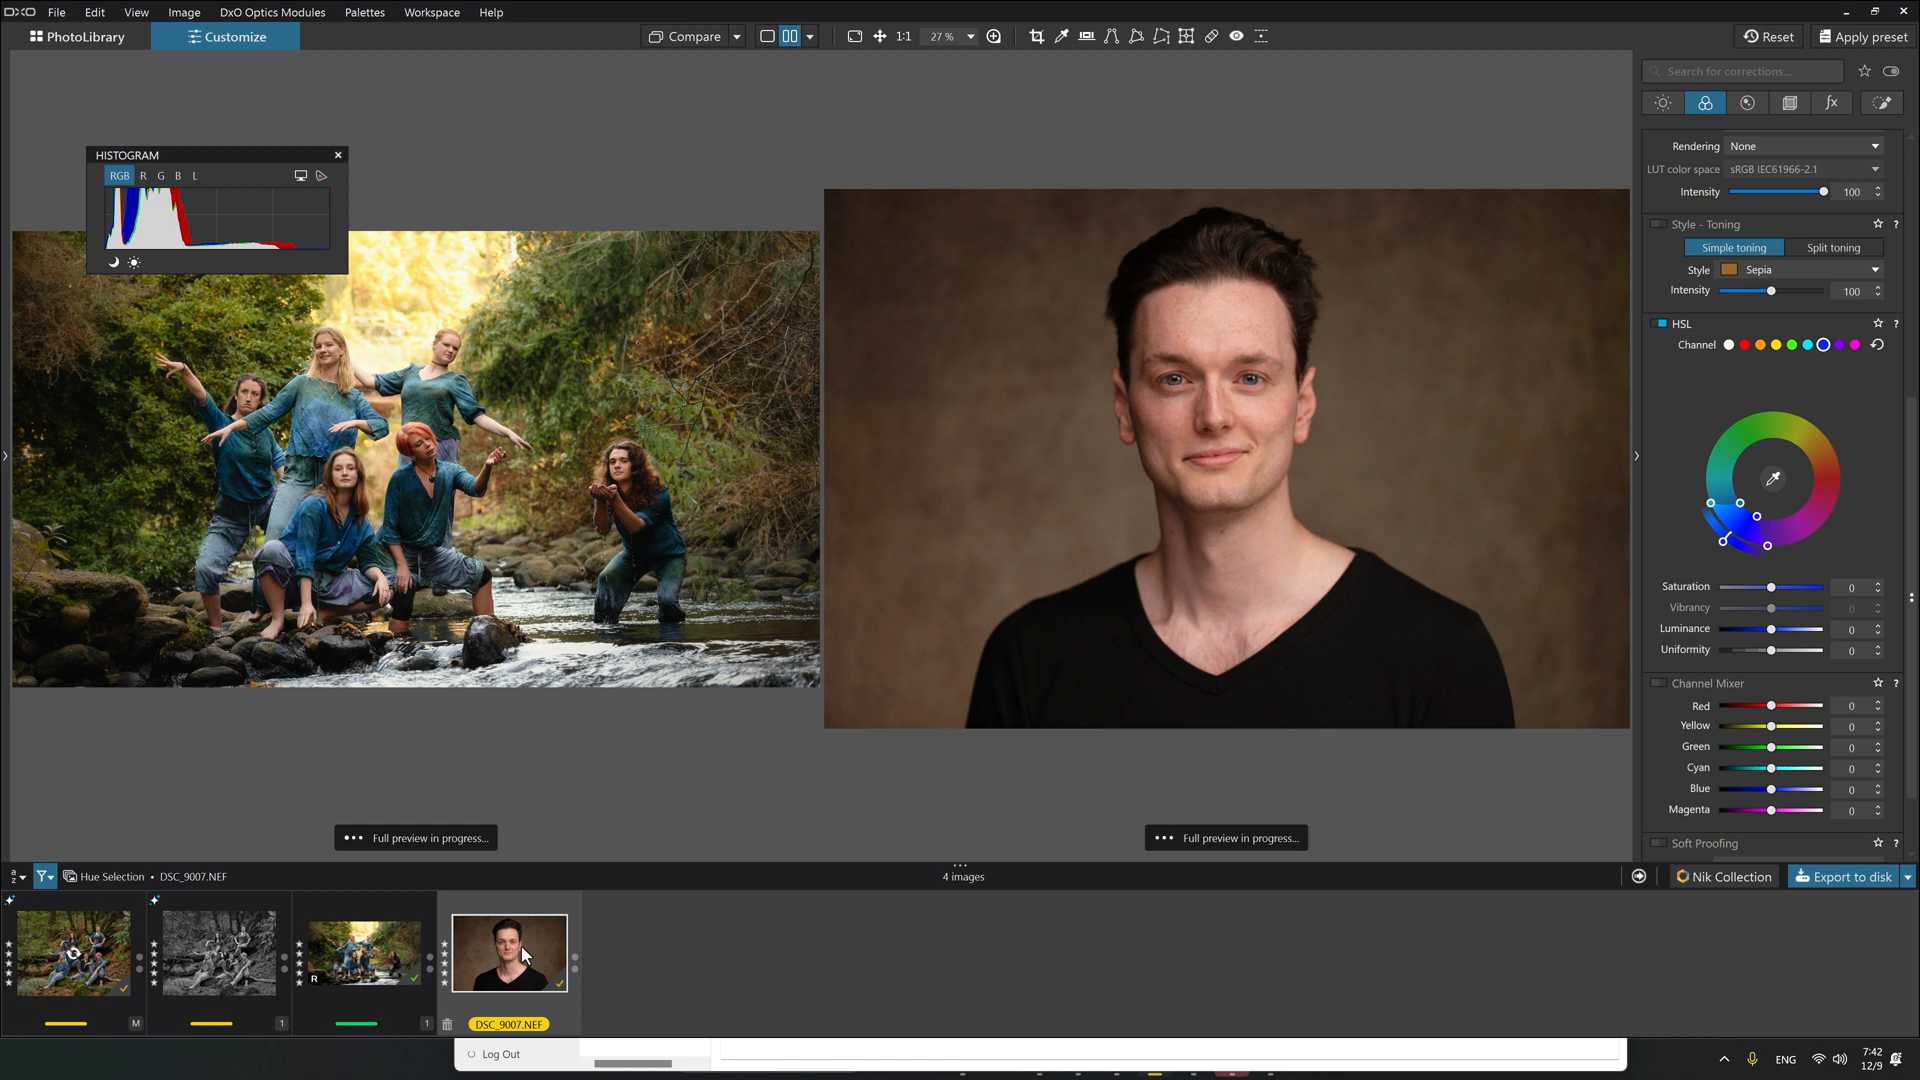 DXO File Edit View Image DxO Optics Modules Palettes Workspace Help
PhotoLibrary Customize Compare 1:1 27 % Reset Apply preset
Search for corrections...
HISTOGRAM
RGB R G B L
Rendering None
LUT color space sRGB IEC61966-2.1
Intensity 100
Style - Toning ?
Simple toning Split toning
Style Sepia
Intensity 100
HSL ?
Channel
Saturation 0
Vibrancy 0
Luminance 0
Uniformity 0
Channel Mixer ?
Red 0
Yellow 0
Green 0
Cyan 0
Blue 0
Magenta 0
Soft Proofing ?
Full preview in progress... Full preview in progress...
Hue Selection • DSC_9007.NEF 4 images Nik Collection Export to disk
R
M 1 1 DSC_9007.NEF
Log Out
ENG 7:42
12/9